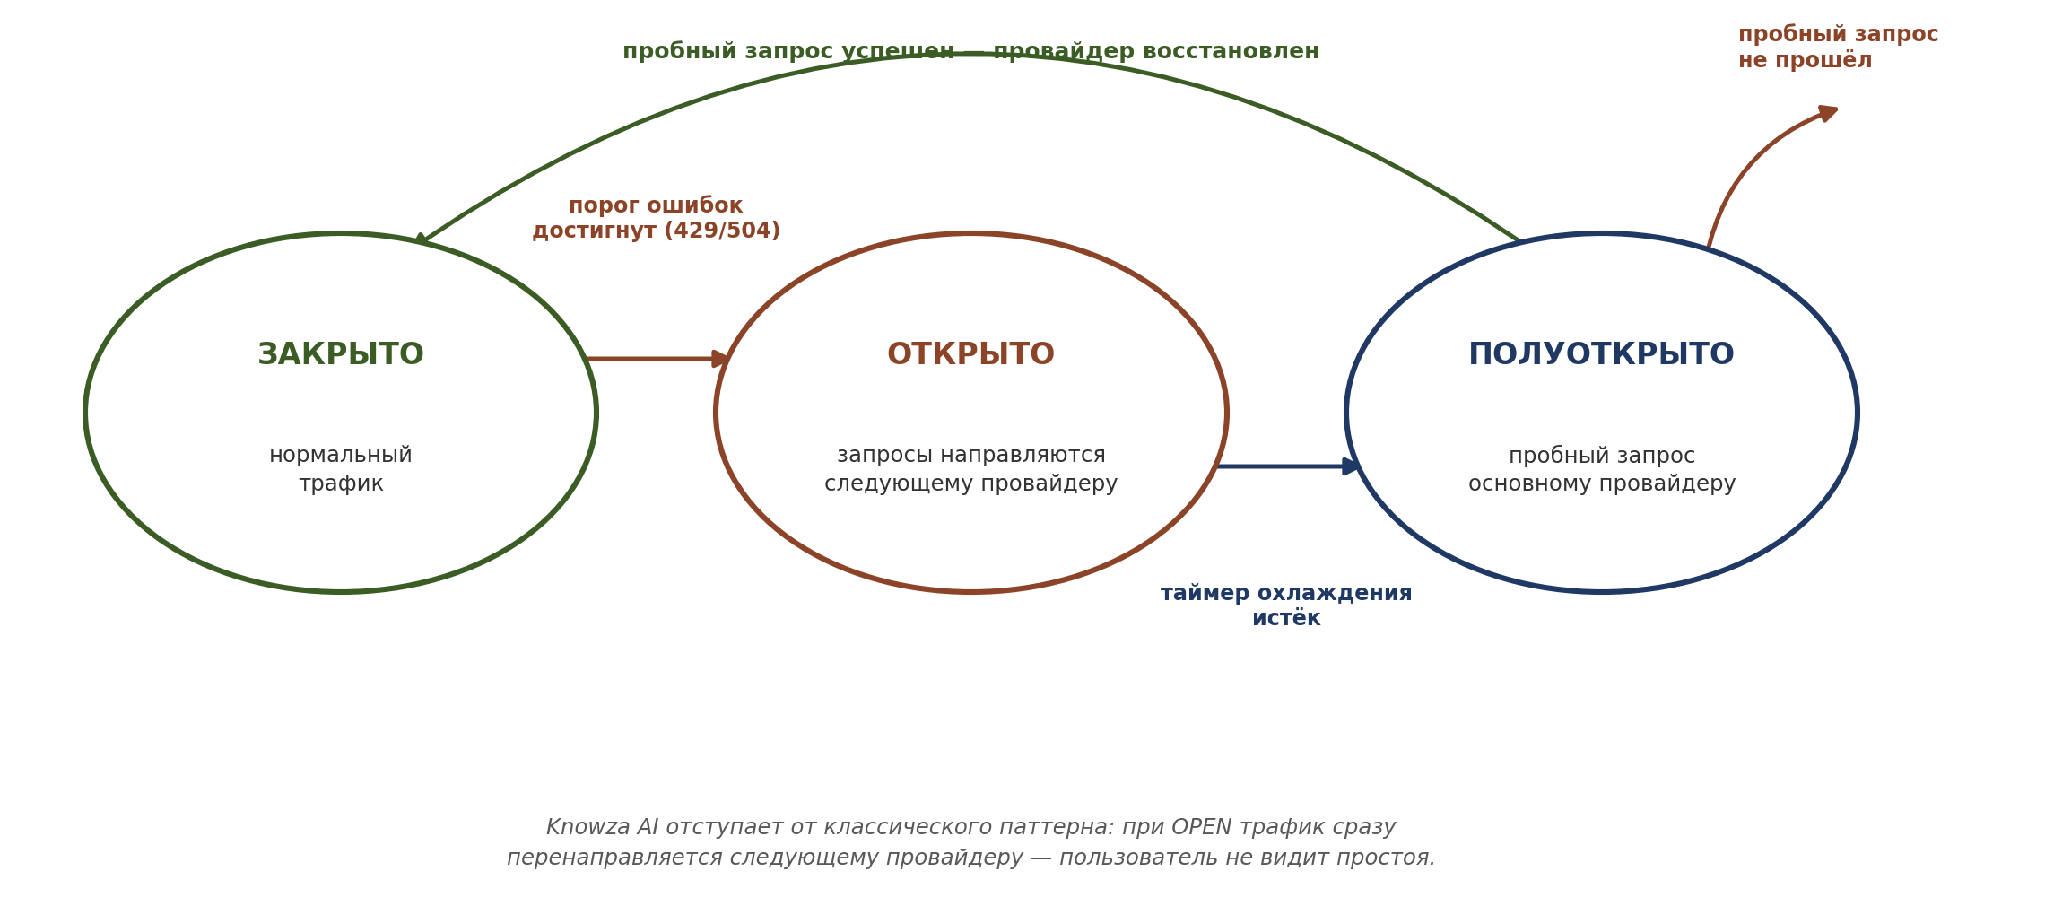 пробный запрос успешен — провайдер восстановлен
пробный запрос
не прошёл
порог ошибок
достигнут (429/504)
ЗАКРЫТО
нормальный
трафик
ОТКРЫТО
запросы направляются
следующему провайдеру
ПОЛУОТКРЫТО
пробный запрос
основному провайдеру
таймер охлаждения
истёк
Knowza AI отступает от классического паттерна: при OPEN трафик сразу
перенаправляется следующему провайдеру — пользователь не видит простоя.